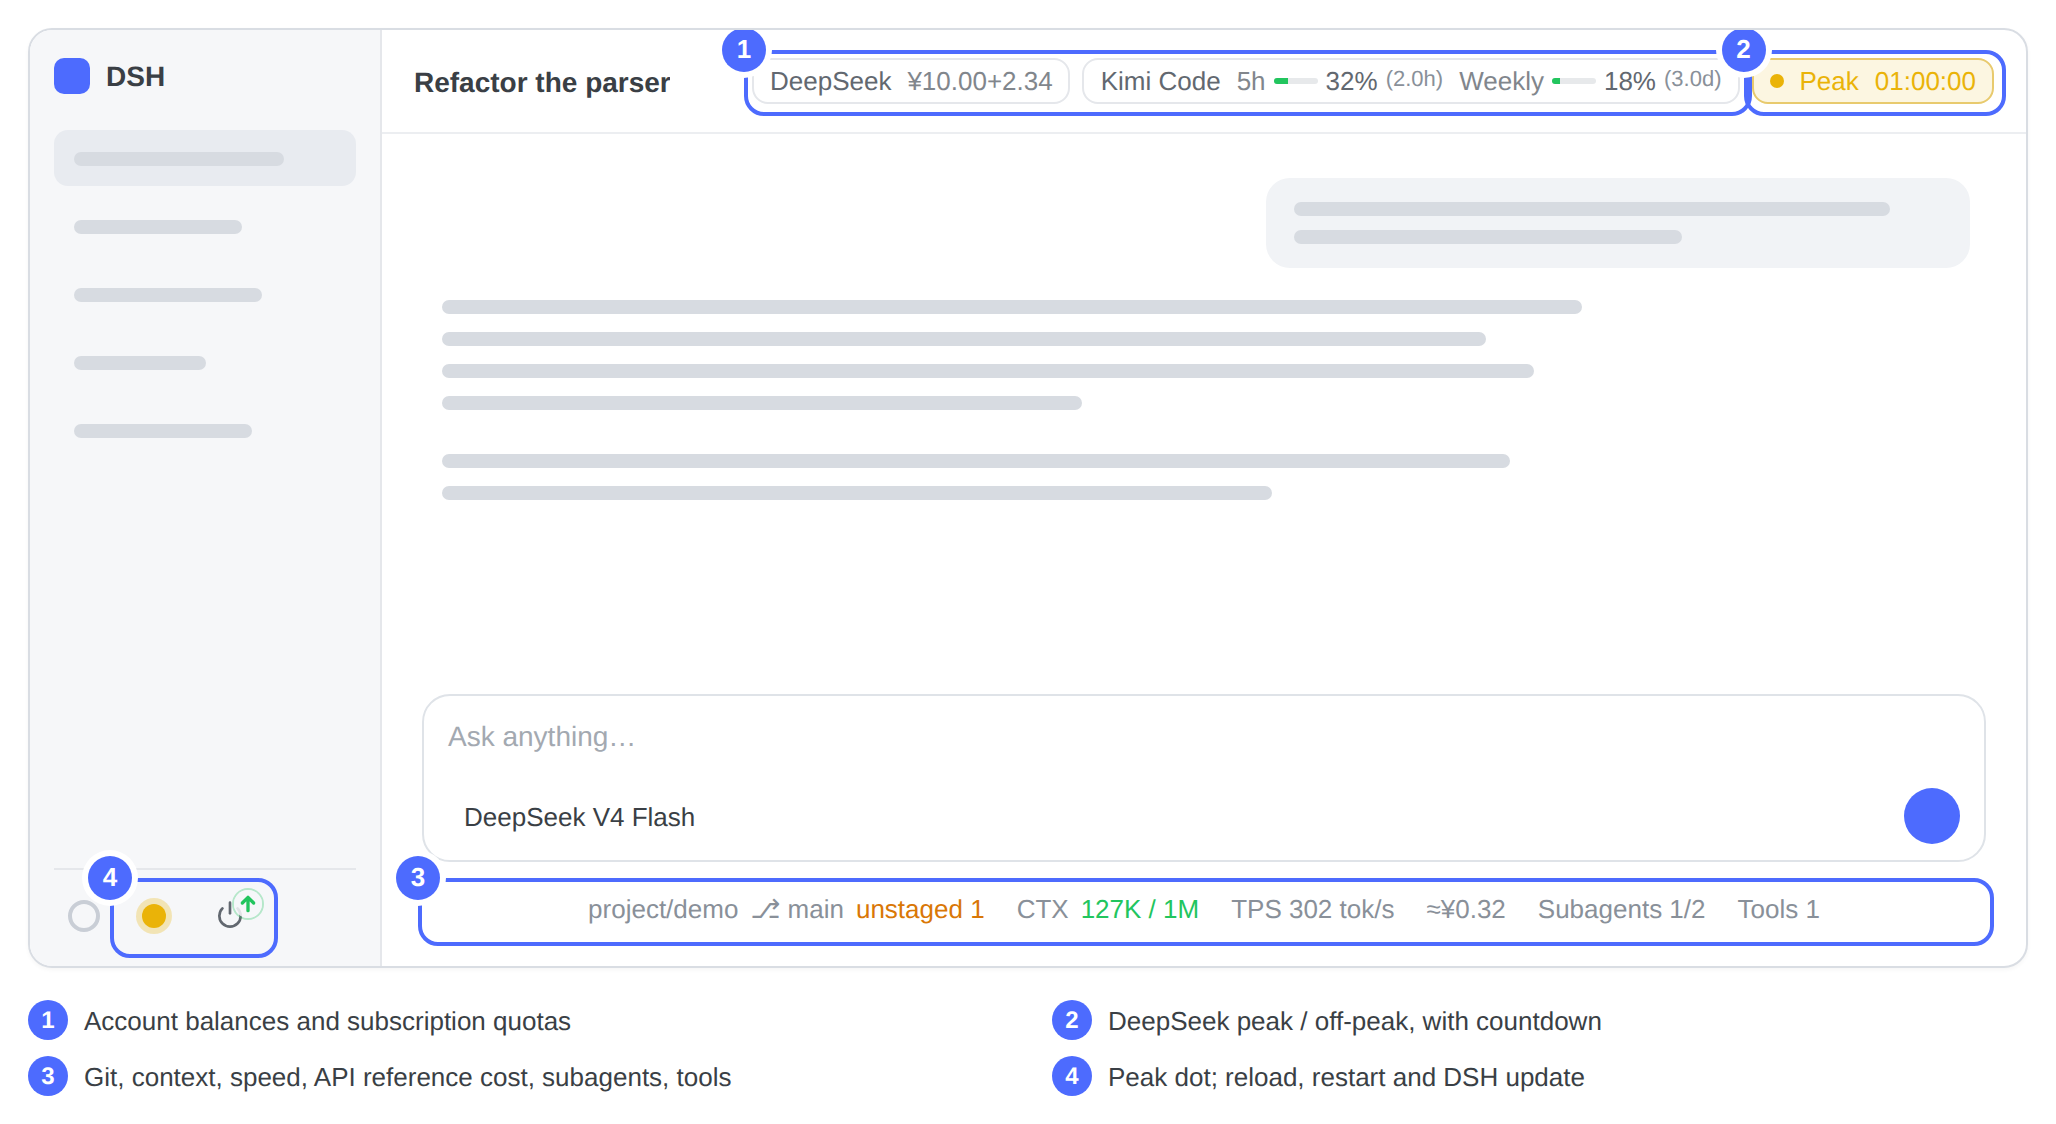 DSH
Refactor the parser
1
DeepSeek ¥10.00+2.34
Kimi Code 5h 32% (2.0h) Weekly 18% (3.0d)
2
Peak 01:00:00
Ask anything…
DeepSeek V4 Flash
4
3
project/demo ⎇ main unstaged 1 CTX 127K / 1M TPS 302 tok/s ≈¥0.32 Subagents 1/2 Tools 1
1 Account balances and subscription quotas
2 DeepSeek peak / off-peak, with countdown
3 Git, context, speed, API reference cost, subagents, tools
4 Peak dot; reload, restart and DSH update